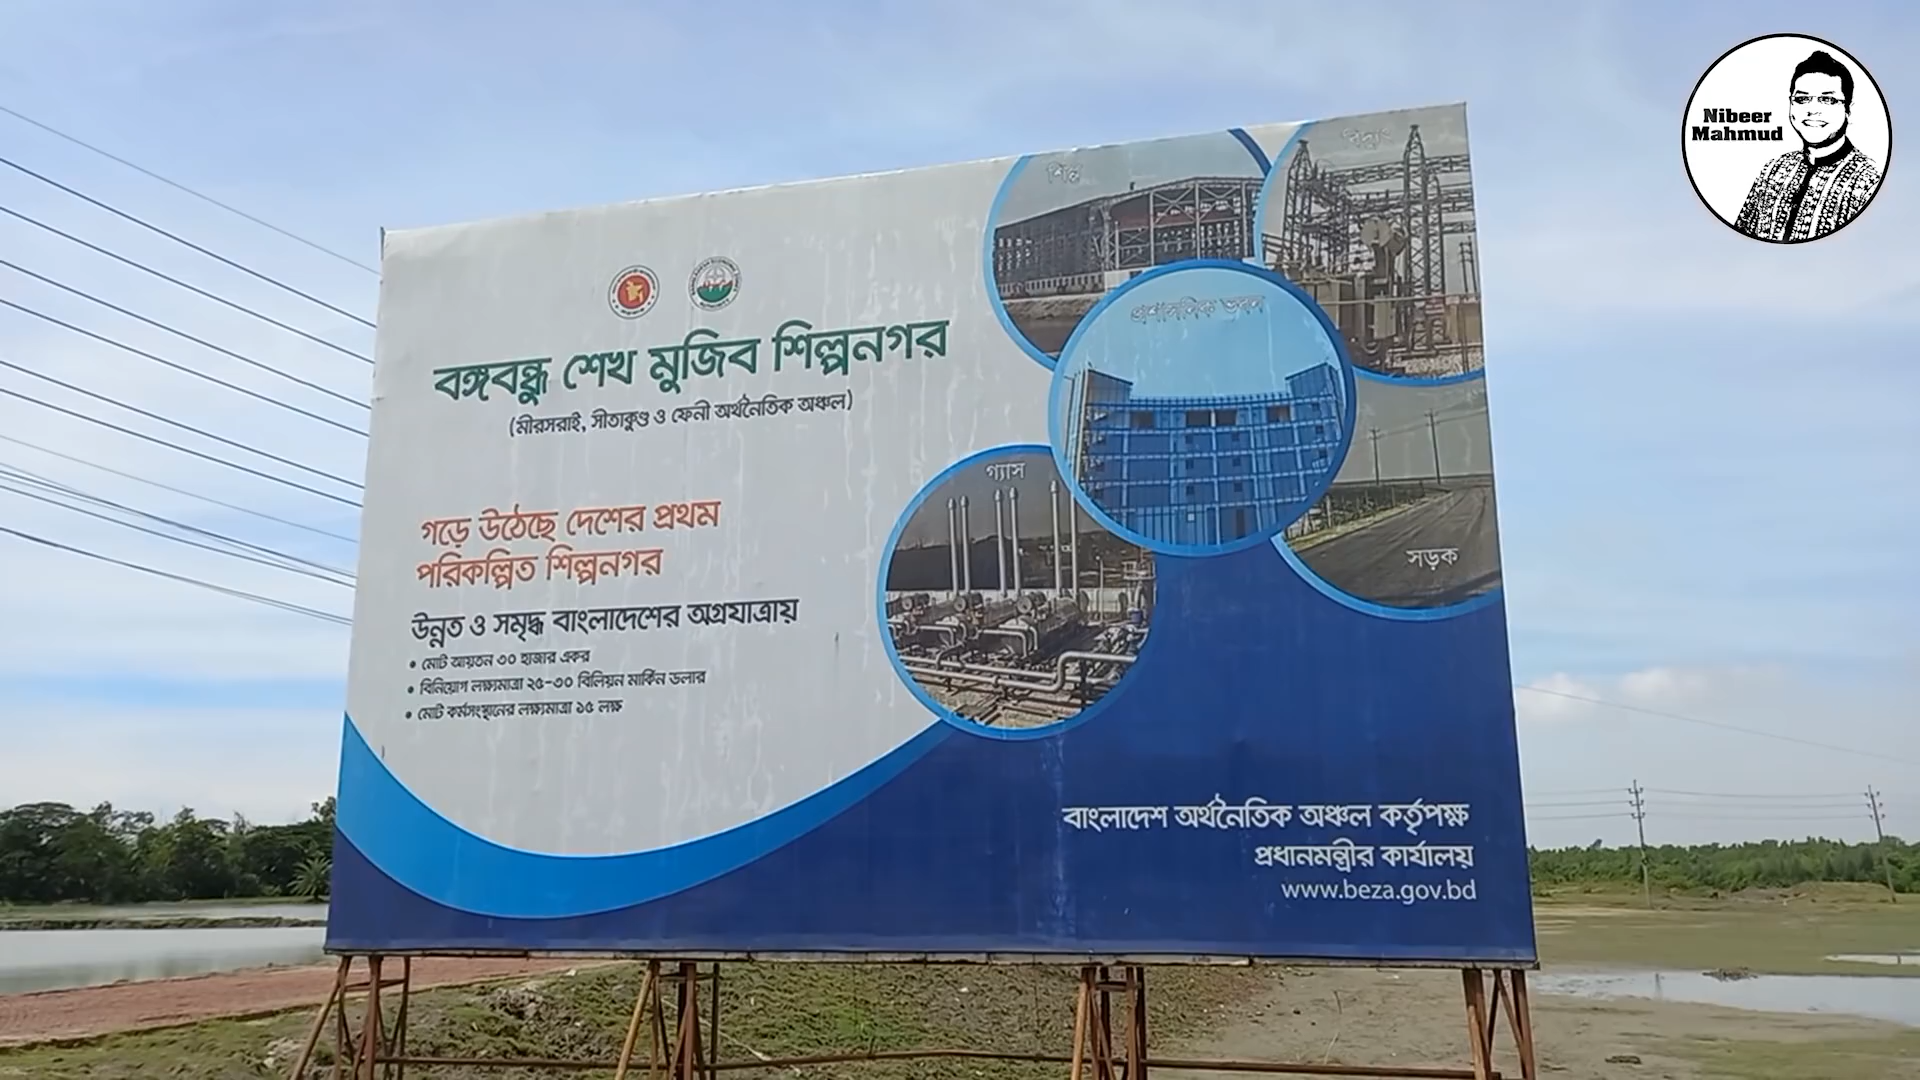 Nibeer
Mahmud
শিল্প
বিদ্যুৎ
প্রশাসনিক ভবন
বঙ্গবন্ধু শেখ মুজিব শিল্পনগর
(মীরসরাই, সীতাকুণ্ড ও ফেনী অর্থনৈতিক অঞ্চল)
গ্যাস
গড়ে উঠেছে দেশের প্রথম
পরিকল্পিত শিল্পনগর
সড়ক
উন্নত ও সমৃদ্ধ বাংলাদেশের অগ্রযাত্রায়
• মোট আয়তন ৩০ হাজার একর
• বিনিয়োগ লক্ষ্যমাত্রা ২৫-৩০ বিলিয়ন মার্কিন ডলার
• মোট কর্মসংস্থানের লক্ষ্যমাত্রা ১৫ লক্ষ
বাংলাদেশ অর্থনৈতিক অঞ্চল কর্তৃপক্ষ
প্রধানমন্ত্রীর কার্যালয়
www.beza.gov.bd